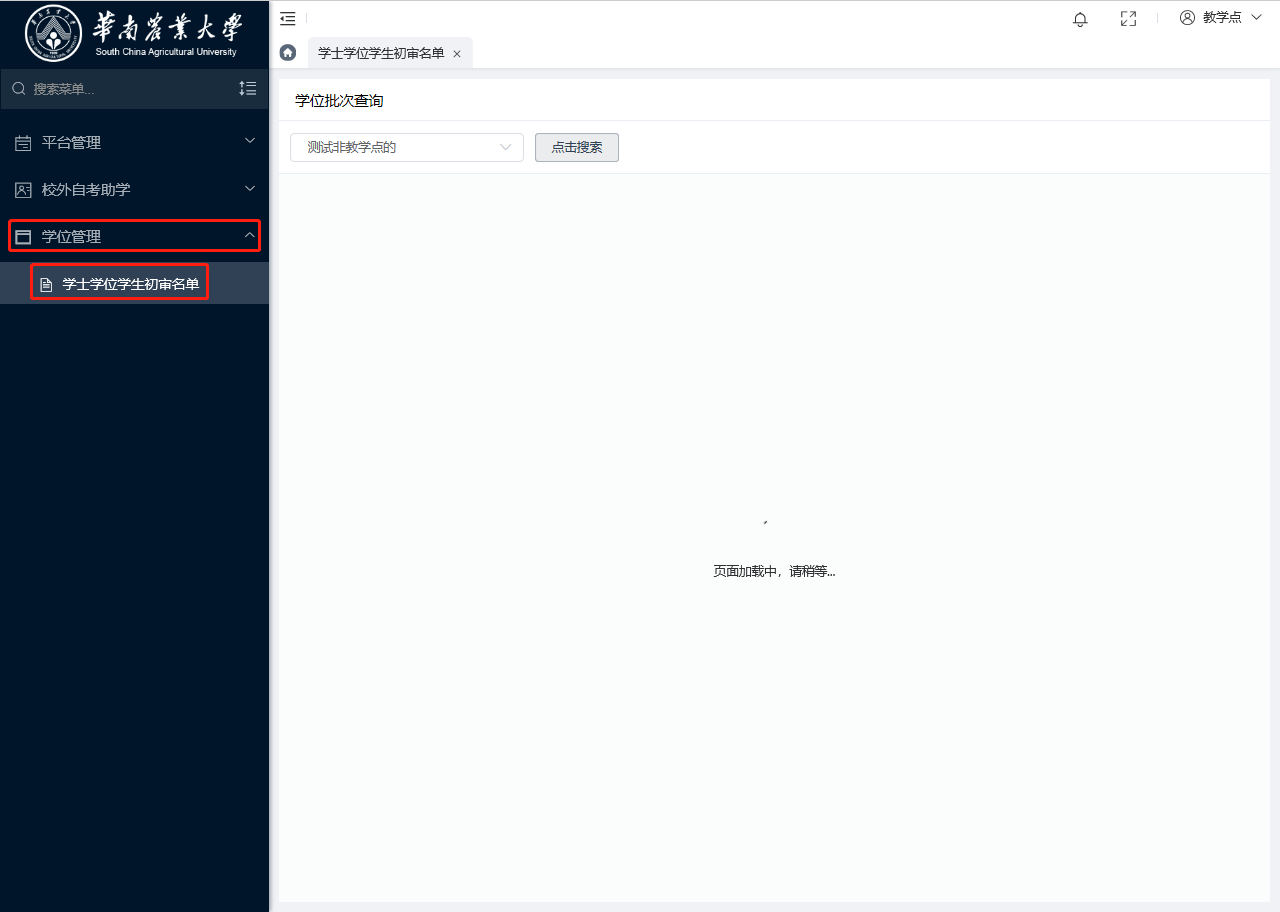 華南农業大学
South China Agricultural University
搜索菜单...
平台管理
校外自考助学
学位管理
学士学位学生初审名单
教学点
学士学位学生初审名单 ×
学位批次查询
测试非教学点的
点击搜索
页面加载中，请稍等...